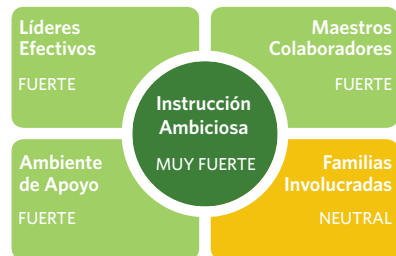 Líderes
Efectivos
FUERTE
Maestros
Colaboradores
FUERTE
Instrucción
Ambiciosa
MUY FUERTE
Ambiente
de Apoyo
FUERTE
Familias
Involucradas
NEUTRAL